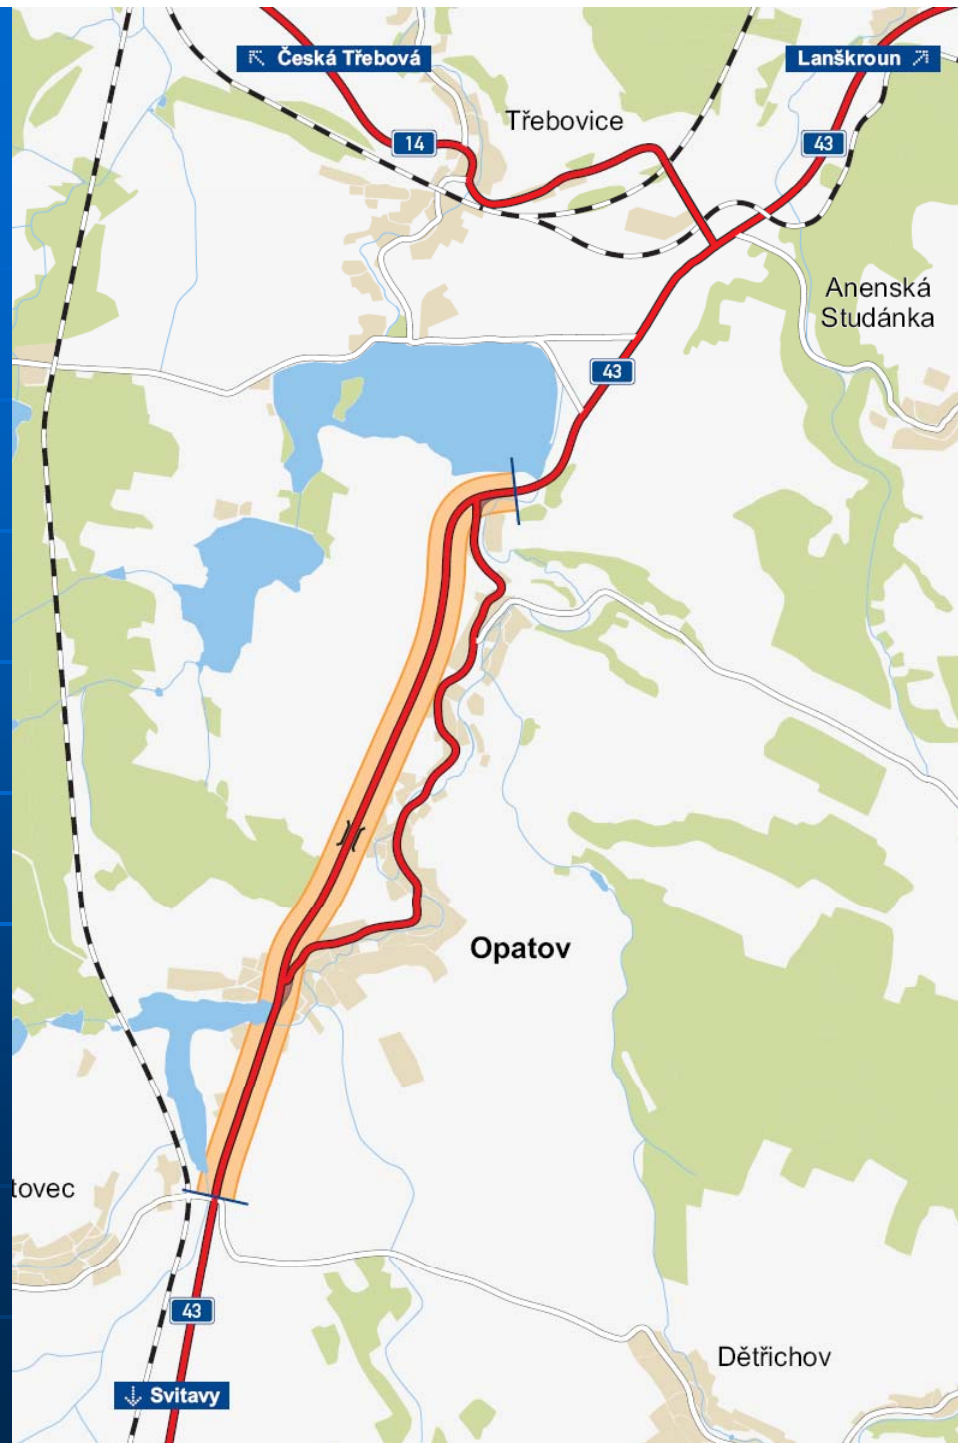 Česká Třebová
Lanškroun
Třebovice
14
43
Anenská
Studánka
43
Opatov
tovec
43
Dětřichov
Svitavy